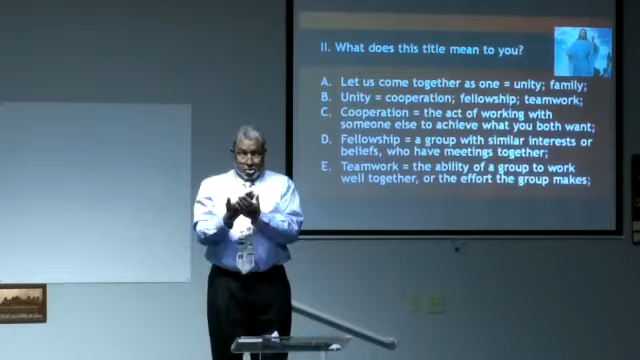 II. What does this title mean to you?
A. Let us come together as one = unity; family;
B. Unity = cooperation; fellowship; teamwork;
C. Cooperation = the act of working with
someone else to achieve what you both want;
D. Fellowship = a group with similar interests or
beliefs, who have meetings together;
E. Teamwork = the ability of a group to work
well together, or the effort the group makes;